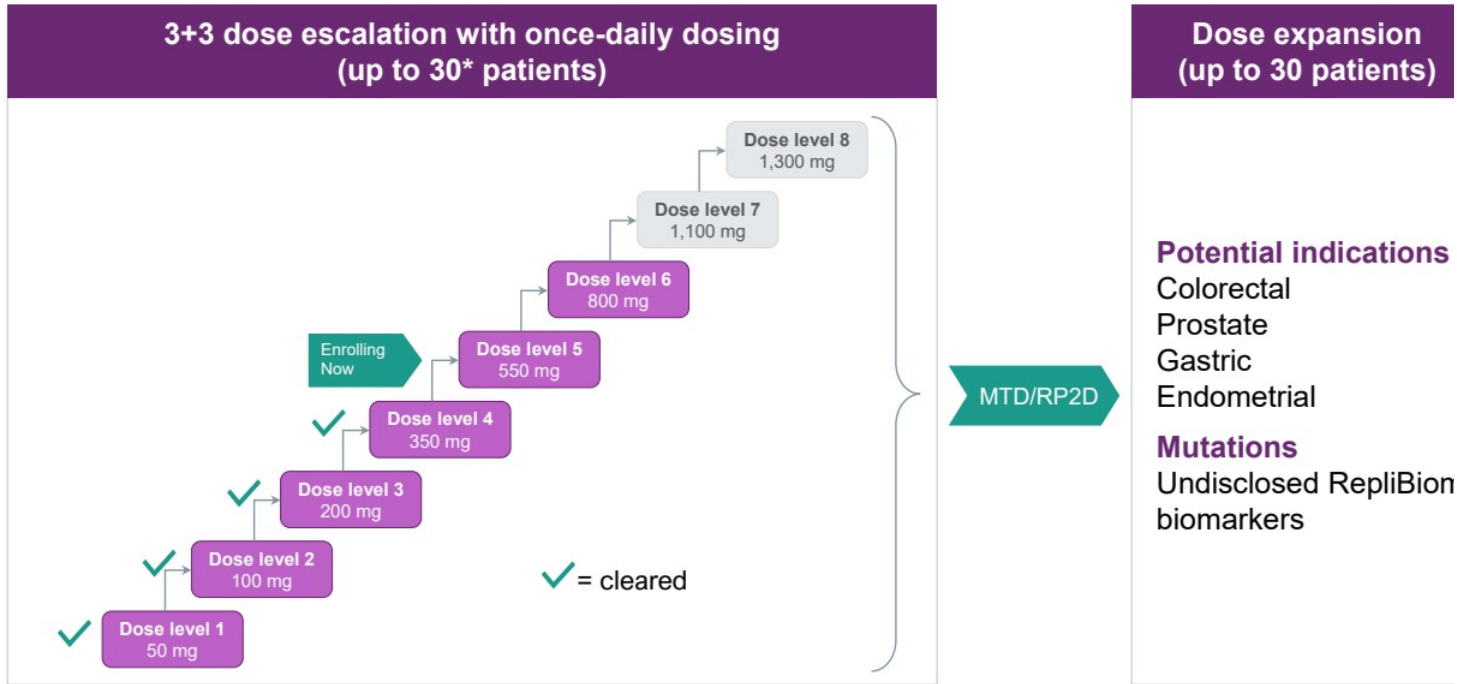 3+3 dose escalation with once-daily dosing
(up to 30* patients)
Dose expansion
(up to 30 patients)
Dose level 8
1,300 mg
Dose level 7
1,100 mg
Dose level 6
800 mg
Enrolling
Now
Dose level 5
550 mg
Dose level 4
350 mg
Dose level 3
200 mg
Dose level 2
100 mg
Dose level 1
50 mg
= cleared
MTD/RP2D
Potential indications
Colorectal
Prostate
Gastric
Endometrial
Mutations
Undisclosed RepliBiom
biomarkers